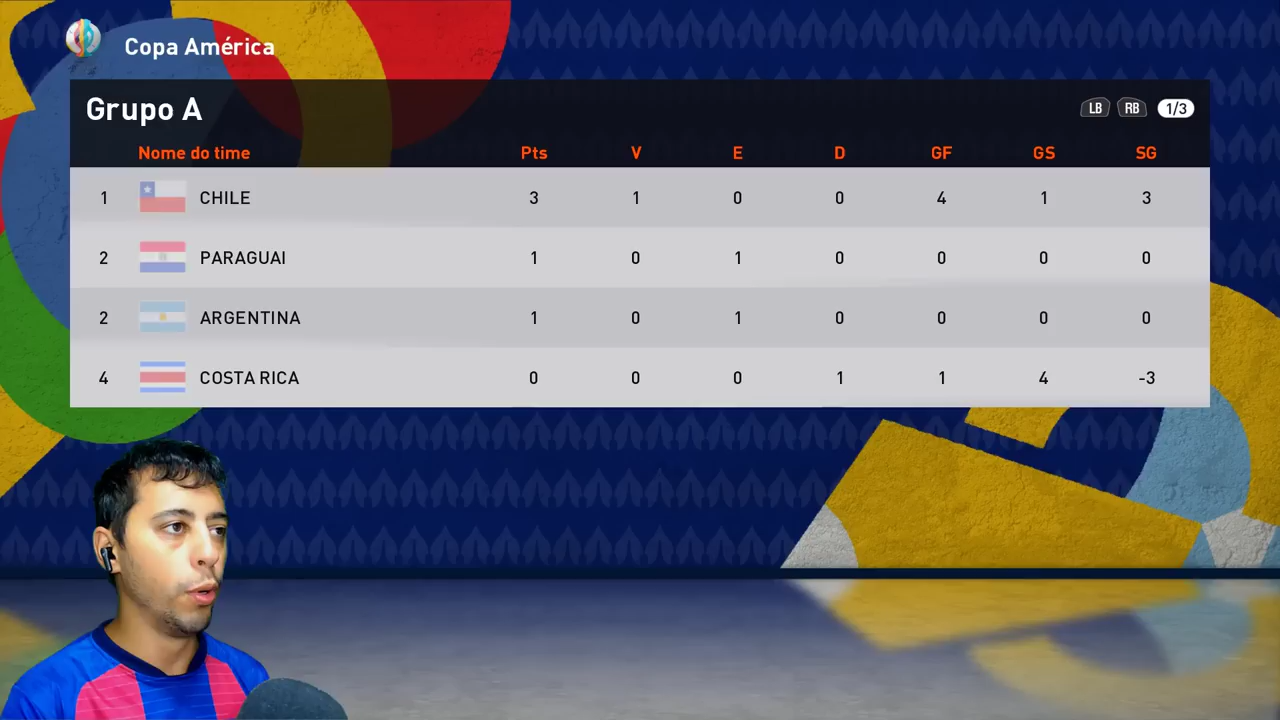 Copa América
Grupo A
LB RB 1/3
Nome do time Pts V E D GF GS SG
1 CHILE 3 1 0 0 4 1 3
2 PARAGUAI 1 0 1 0 0 0 0
2 ARGENTINA 1 0 1 0 0 0 0
4 COSTA RICA 0 0 0 1 1 4 -3